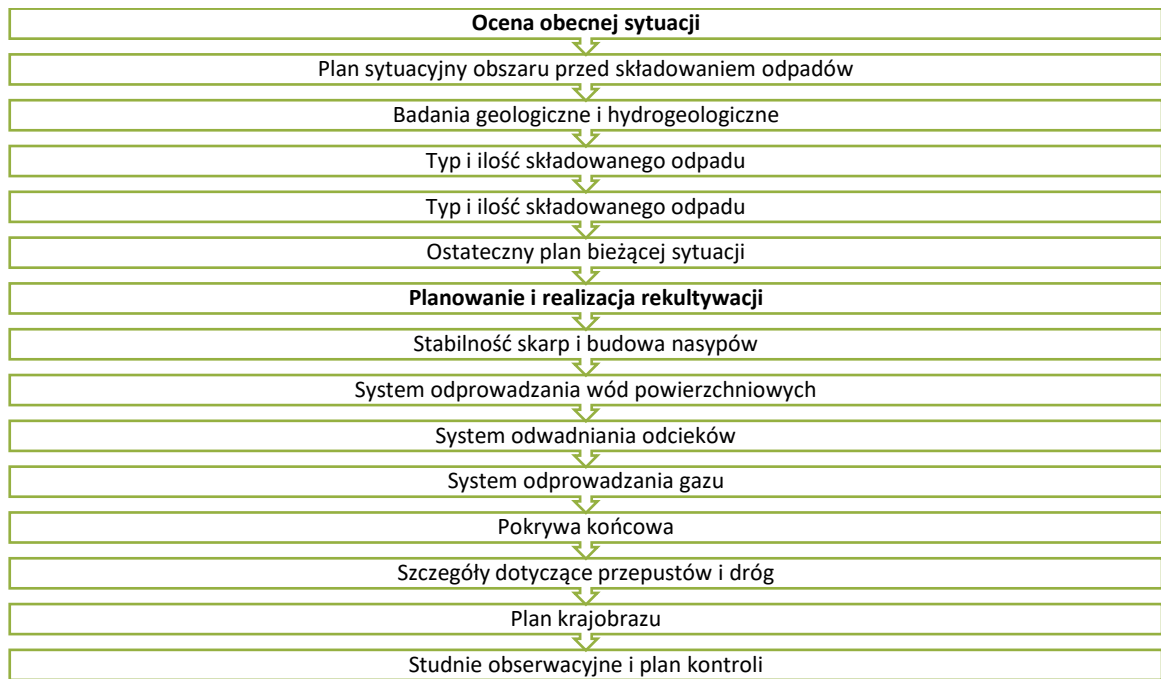 Ocena obecnej sytuacji
Plan sytuacyjny obszaru przed składowaniem odpadów
Badania geologiczne i hydrogeologiczne
Typ i ilość składowanego odpadu
Typ i ilość składowanego odpadu
Ostateczny plan bieżącej sytuacji
Planowanie i realizacja rekultywacji
Stabilność skarp i budowa nasypów
System odprowadzania wód powierzchniowych
System odwadniania odcieków
System odprowadzania gazu
Pokrywa końcowa
Szczegóły dotyczące przepustów i dróg
Plan krajobrazu
Studnie obserwacyjne i plan kontroli